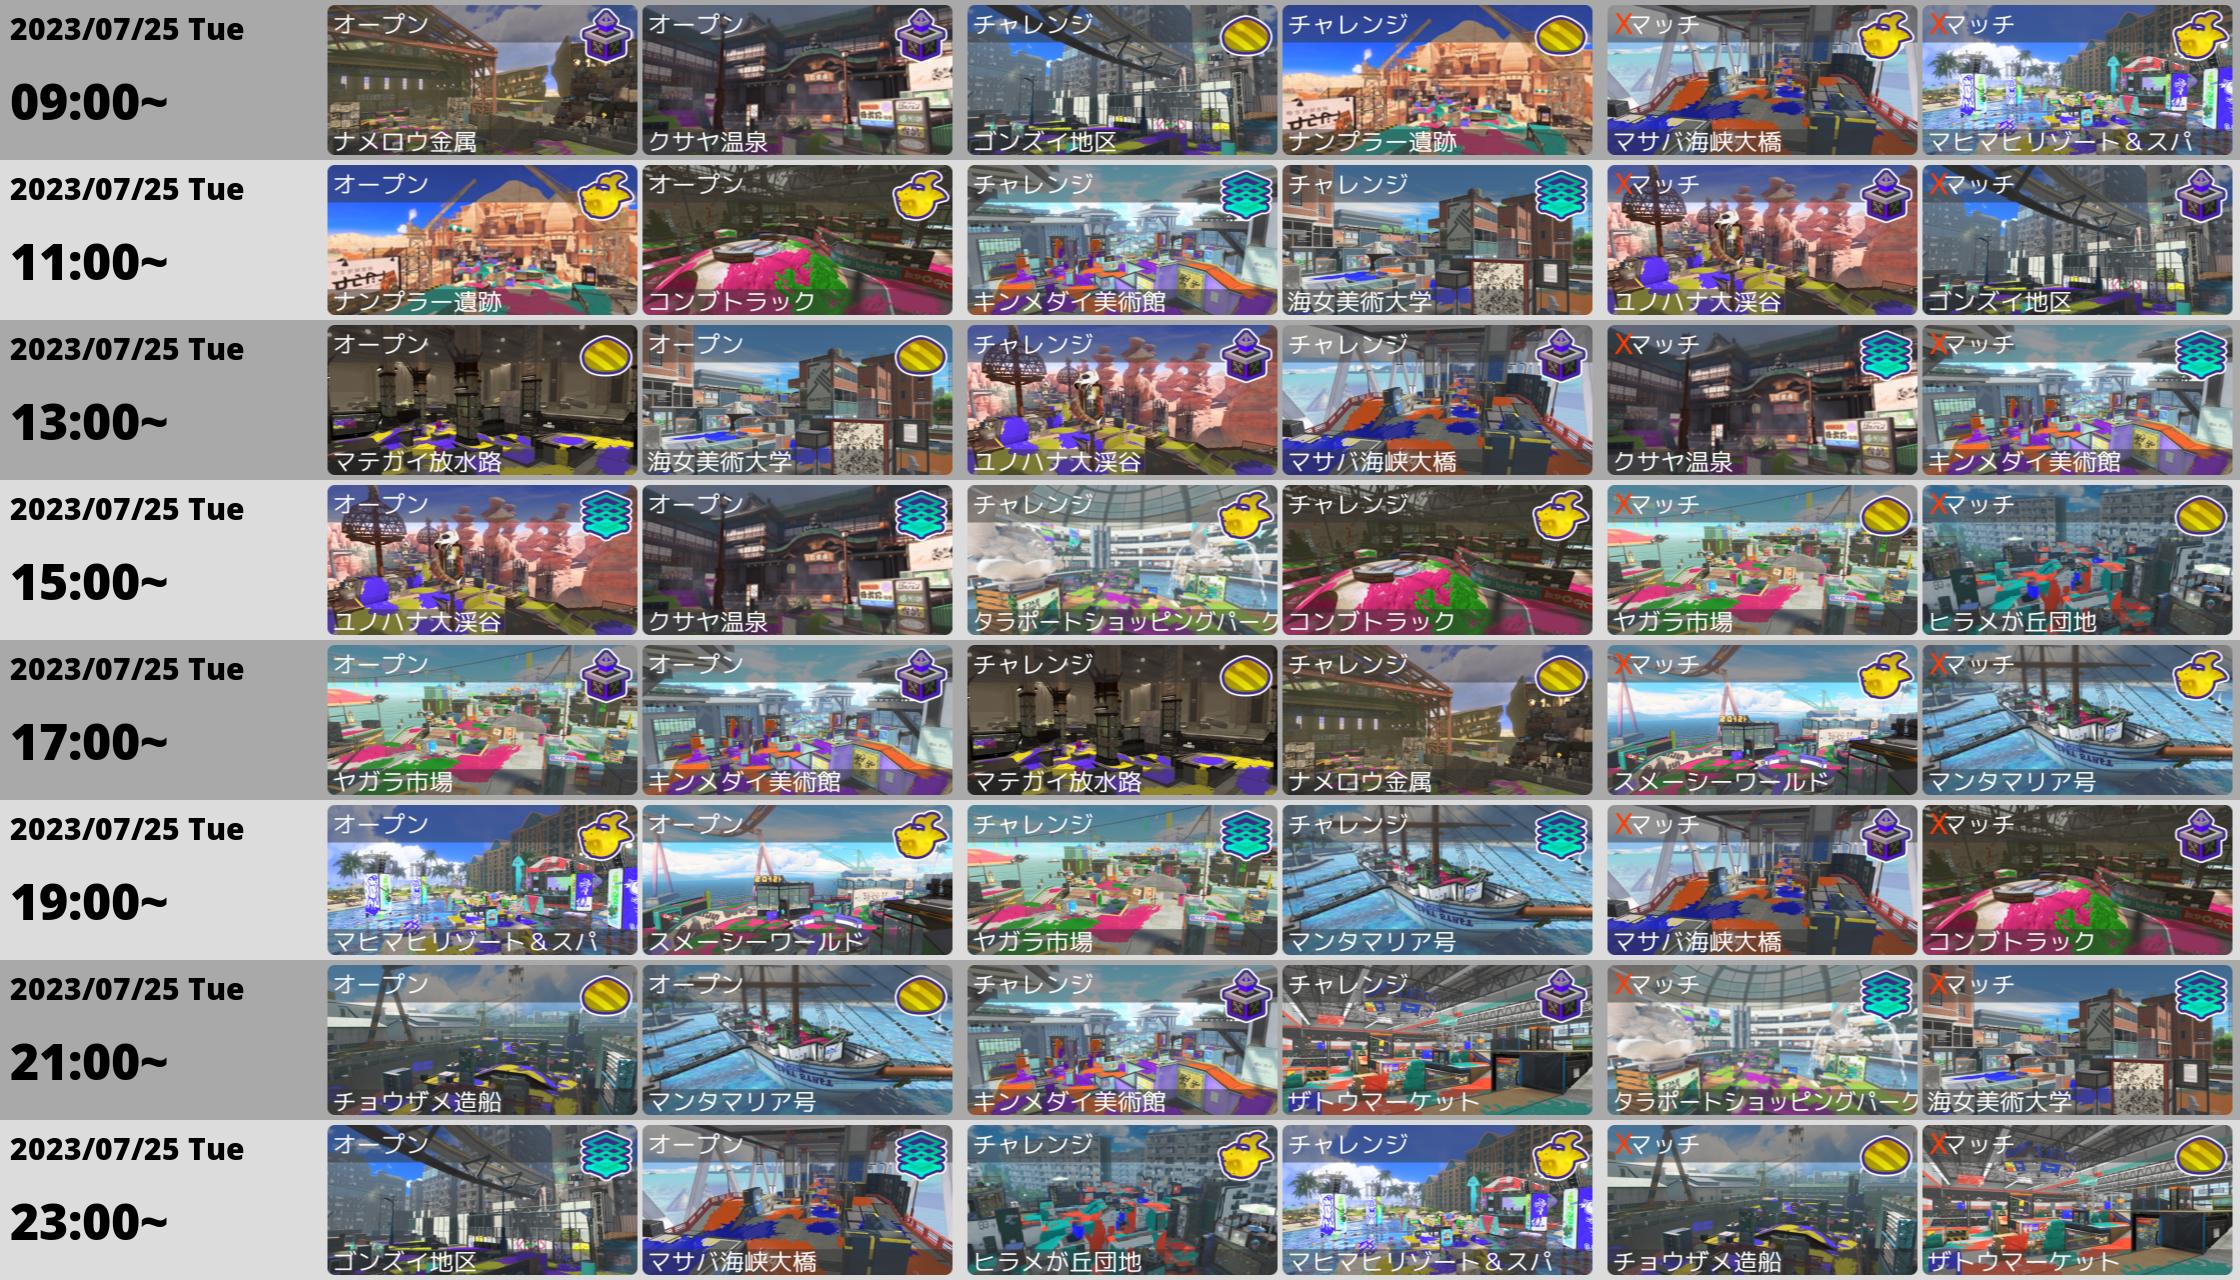 2023/07/25 Tue
09:00~
オープン
ナメロウ金属
オープン
クサヤ温泉
チャレンジ
ゴンズイ地区
チャレンジ
ナンプラー遺跡
Xマッチ
マサバ海峡大橋
Xマッチ
マヒマヒリゾート＆スパ
2023/07/25 Tue
11:00~
オープン
ナンプラー遺跡
オープン
コンブトラック
チャレンジ
キンメダイ美術館
チャレンジ
海女美術大学
Xマッチ
ユノハナ大渓谷
Xマッチ
ゴンズイ地区
2023/07/25 Tue
13:00~
オープン
マテガイ放水路
オープン
海女美術大学
チャレンジ
ユノハナ大渓谷
チャレンジ
マサバ海峡大橋
Xマッチ
クサヤ温泉
Xマッチ
キンメダイ美術館
2023/07/25 Tue
15:00~
オープン
ユノハナ大渓谷
オープン
クサヤ温泉
チャレンジ
タラポートショッピングパーク
チャレンジ
コンブトラック
Xマッチ
ヤガラ市場
Xマッチ
ヒラメが丘団地
2023/07/25 Tue
17:00~
オープン
ヤガラ市場
オープン
キンメダイ美術館
チャレンジ
マテガイ放水路
チャレンジ
ナメロウ金属
Xマッチ
スメーシーワールド
Xマッチ
マンタマリア号
2023/07/25 Tue
19:00~
オープン
マヒマヒリゾート＆スパ
オープン
スメーシーワールド
チャレンジ
ヤガラ市場
チャレンジ
マンタマリア号
Xマッチ
マサバ海峡大橋
Xマッチ
コンブトラック
2023/07/25 Tue
21:00~
オープン
チョウザメ造船
オープン
マンタマリア号
チャレンジ
キンメダイ美術館
チャレンジ
ザトウマーケット
Xマッチ
タラポートショッピングパーク
Xマッチ
海女美術大学
2023/07/25 Tue
23:00~
オープン
ゴンズイ地区
オープン
マサバ海峡大橋
チャレンジ
ヒラメが丘団地
チャレンジ
マヒマヒリゾート＆スパ
Xマッチ
チョウザメ造船
Xマッチ
ザトウマーケット